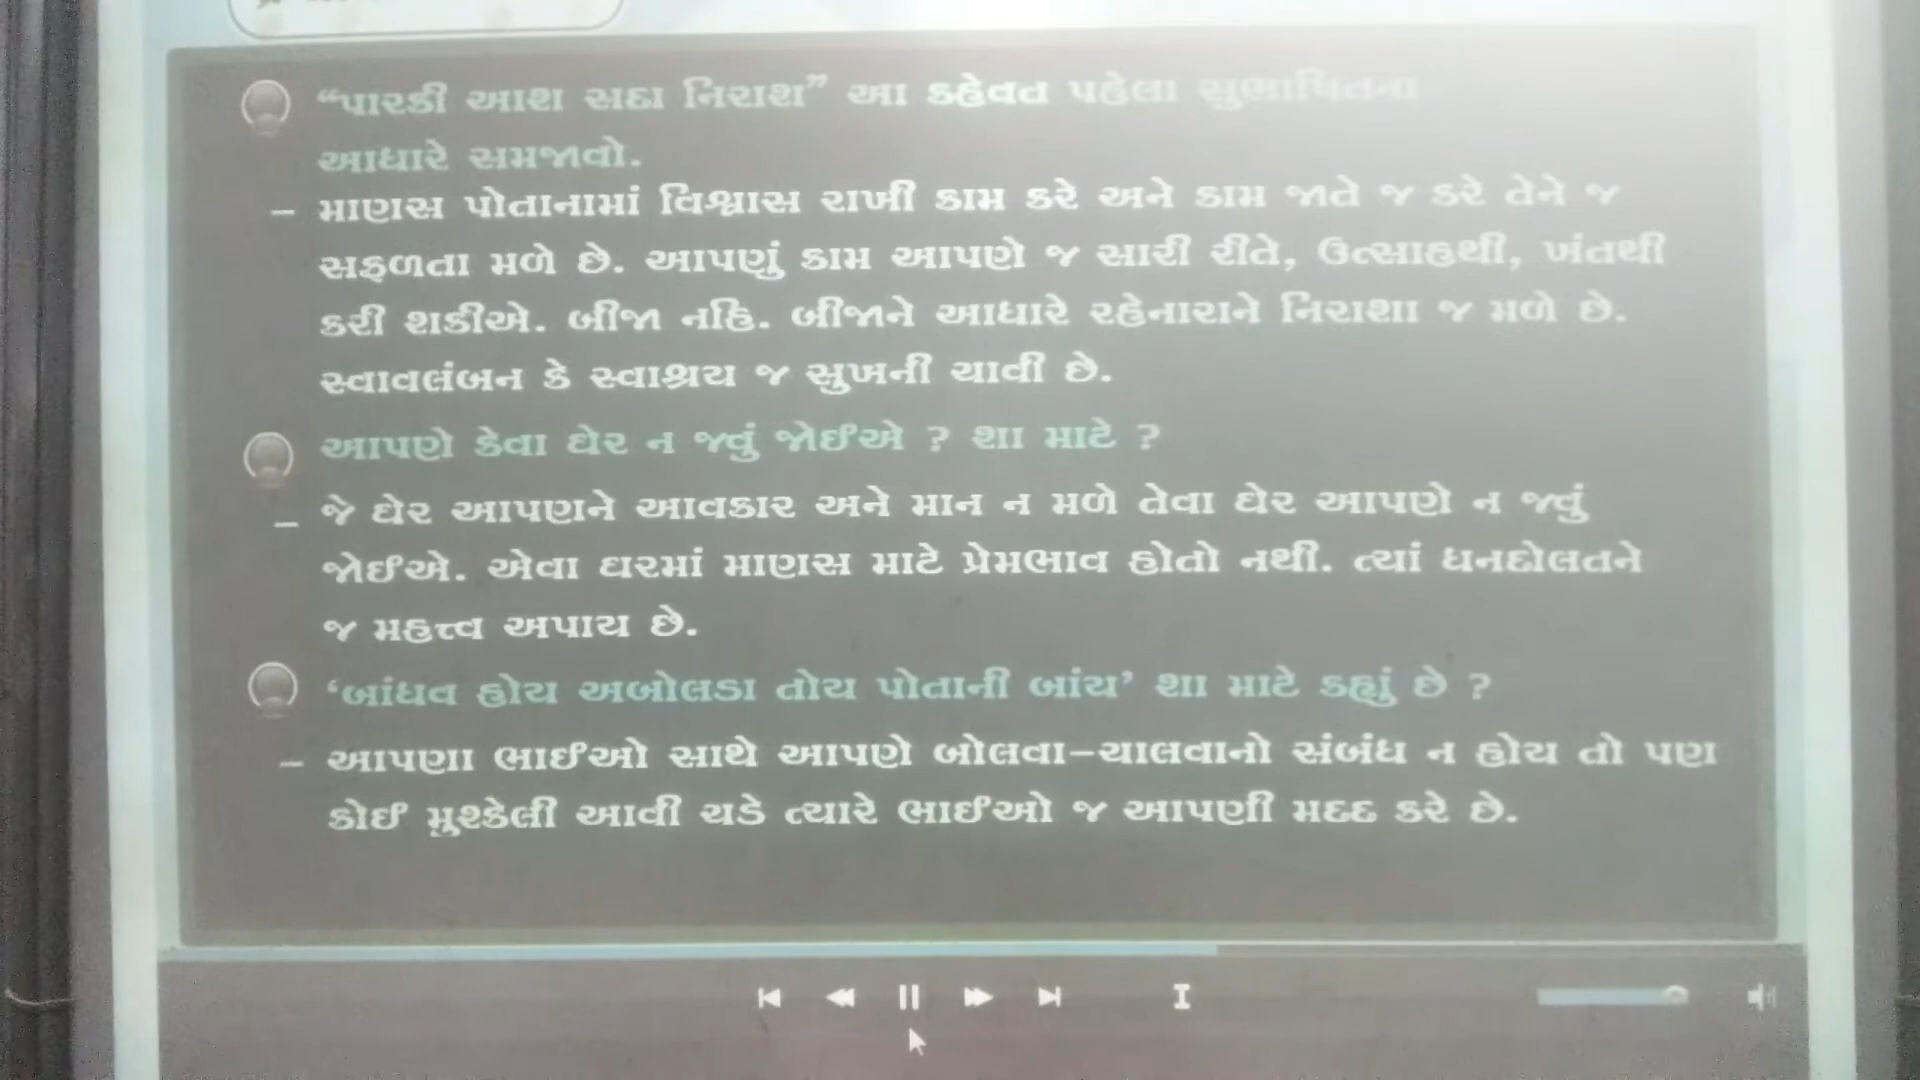 “પારકી આશ સદા નિરાશ” આ કહેવત પહેલા સુભાષિતના
આધારે સમજાવો.
– માણસ પોતાનામાં વિશ્વાસ રાખી કામ કરે અને કામ જાતે જ કરે તેને જ
સફળતા મળે છે. આપણું કામ આપણે જ સારી રીતે, ઉત્સાહથી, ખંતથી
કરી શકીએ. બીજા નહિ. બીજાને આધારે રહેનારાને નિરાશા જ મળે છે.
સ્વાવલંબન કે સ્વાશ્રય જ સુખની ચાવી છે.
આપણે કેવા ઘેર ન જવું જોઈએ ? શા માટે ?
– જે ઘેર આપણને આવકાર અને માન ન મળે તેવા ઘેર આપણે ન જવું
જોઈએ. એવા ઘરમાં માણસ માટે પ્રેમભાવ હોતો નથી. ત્યાં ધનદોલતને
જ મહત્ત્વ અપાય છે.
‘બાંધવ હોય અબોલડા તોય પોતાની બાંય’ શા માટે કહ્યું છે ?
– આપણા ભાઈઓ સાથે આપણે બોલવા–ચાલવાનો સંબંધ ન હોય તો પણ
કોઈ મુશ્કેલી આવી ચડે ત્યારે ભાઈઓ જ આપણી મદદ કરે છે.